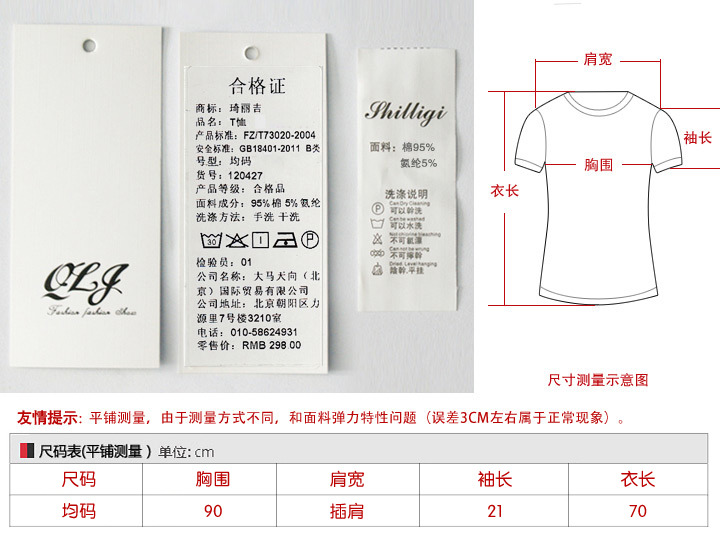 QLJ
Fashion fashion Show
合格证
商标：琦丽吉
品名：T恤
产品标准：FZ/T73020-2004
安全标准：GB18401-2011 B类
号型：均码
货号：120427
产品等级：合格品
面料成分：95%棉 5%氨纶
洗涤方法：手洗 干洗
30
P
检验员：01
公司名称：大马天向（北
京）国际贸易有限公司
公司地址：北京朝阳区力
源里7号楼3210室
电话：010-58624931
零售价：RMB 298.00
Shilligi
面料：棉95%
氨纶5%
洗涤说明
Can Dry Cleaning
P 可以幹洗
Can be washed
可以水洗
Not chlorine bleaching
不可氯漂
Can not be wrong
不可擰幹
Dried. Level hanging
陰幹,平挂
肩宽
袖长
胸围
衣长
尺寸测量示意图
友情提示：平铺测量，由于测量方式不同，和面料弹力特性问题（误差3CM左右属于正常现象）。
尺码表(平铺测量 ) 单位: cm
尺码 胸围 肩宽 袖长 衣长
均码 90 插肩 21 70